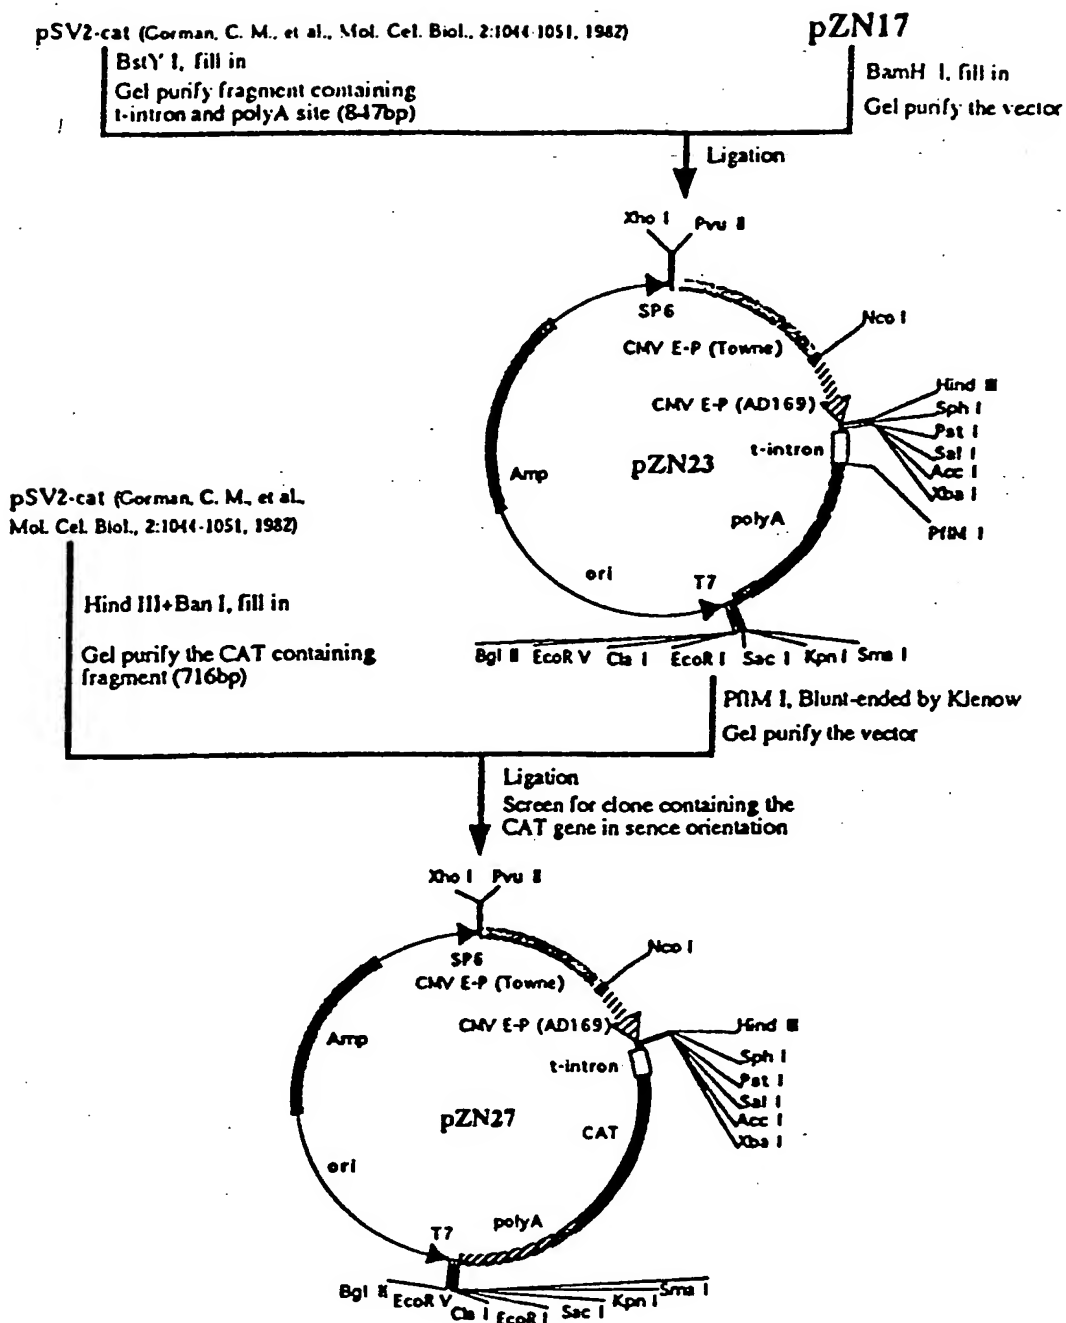 pSV2-cat (Gorman, C. M., et al., Mol. Cel. Biol., 2:1044-1051, 1982)
pZN17
BstY I, fill in
Gel purify fragment containing
t-intron and polyA site (847bp)
BamH I, fill in
Gel purify the vector
Ligation
Xho I
Pvu II
SP6
Nco I
CMV E-P (Towne)
CMV E-P (AD169)
Hind III
Sph I
Pst I
Sal I
Acc I
Xba I
PflM I
t-intron
pZN23
Amp
polyA
ori
T7
Bgl II
EcoR V
Cla I
EcoR I
Sac I
Kpn I
Sma I
pSV2-cat (Gorman, C. M., et al.,
Mol. Cel. Biol., 2:1044-1051, 1982)
Hind III+Ban I, fill in
Gel purify the CAT containing
fragment (716bp)
PflM I, Blunt-ended by Klenow
Gel purify the vector
Ligation
Screen for clone containing the
CAT gene in sence orientation
Xho I
Pvu II
SP6
Nco I
CMV E-P (Towne)
CMV E-P (AD169)
Hind III
Sph I
Pst I
Sal I
Acc I
Xba I
t-intron
Amp
pZN27
CAT
ori
polyA
T7
Bgl II
EcoR V
Cla I
EcoR I
Sac I
Kpn I
Sma I